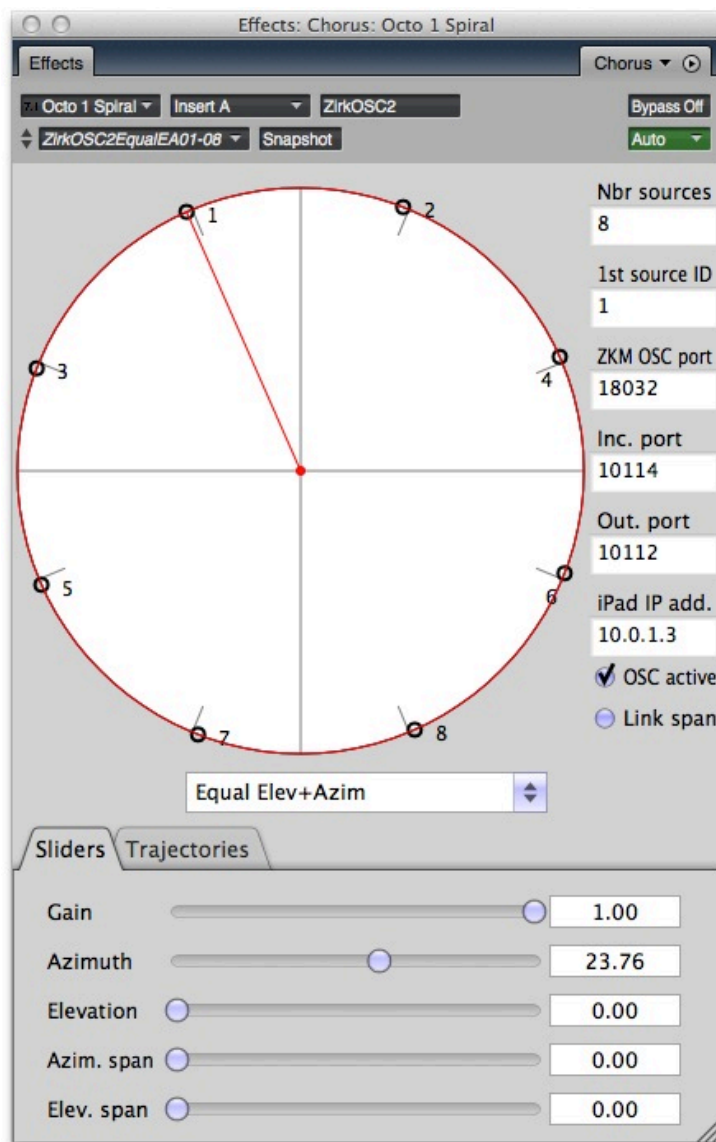 Effects: Chorus: Octo 1 Spiral
Effects
Chorus
7.1 Octo 1 Spiral
Insert A
ZirkOSC2
Bypass Off
ZirkOSC2EqualEA01-08
Snapshot
Auto
Nbr sources
8
1st source ID
1
ZKM OSC port
18032
Inc. port
10114
Out. port
10112
iPad IP add.
10.0.1.3
OSC active
Link span
1
2
3
4
5
6
7
8
Equal Elev+Azim
Sliders
Trajectories
Gain 1.00
Azimuth 23.76
Elevation 0.00
Azim. span 0.00
Elev. span 0.00